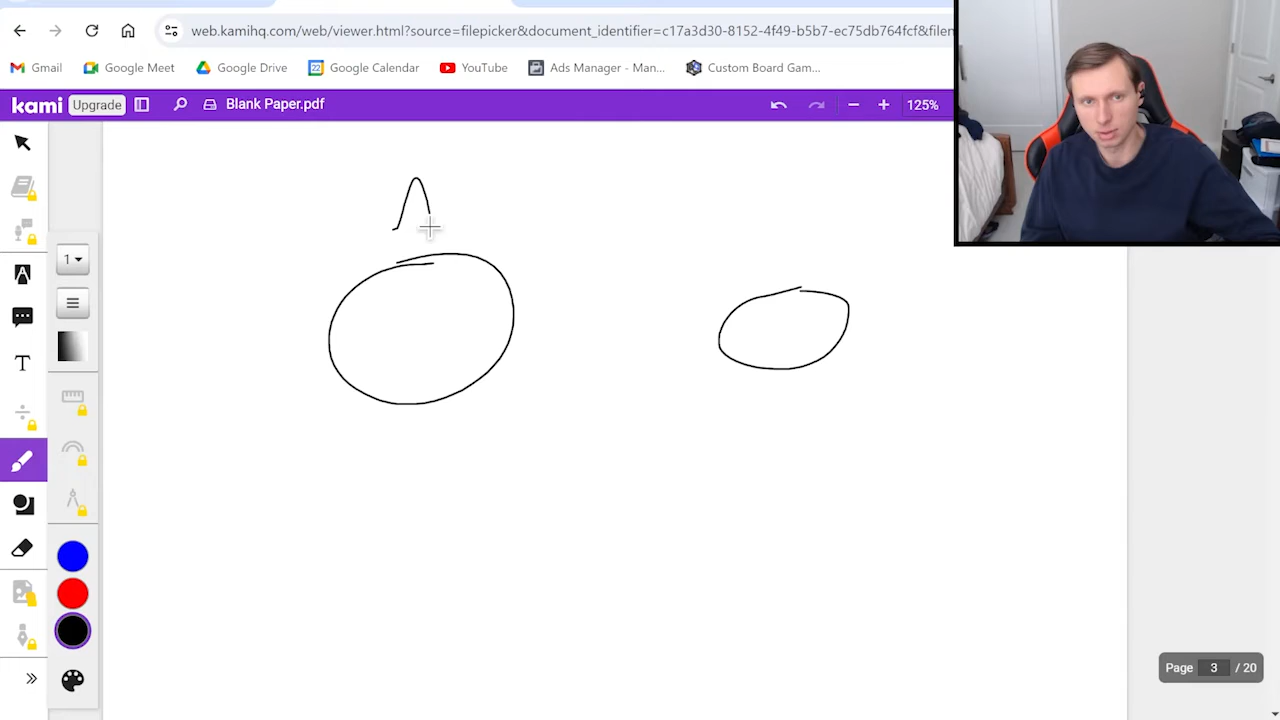 web.kamihq.com/web/viewer.html?source=filepicker&document_identifier=c17a3d30-8152-4f49-b5b7-ec75db764fcf&filen
Gmail Google Meet Google Drive 22 Google Calendar YouTube Ads Manager - Man... Custom Board Gam...
kami Upgrade Blank Paper.pdf 125%
A
1
T
Page 3 / 20